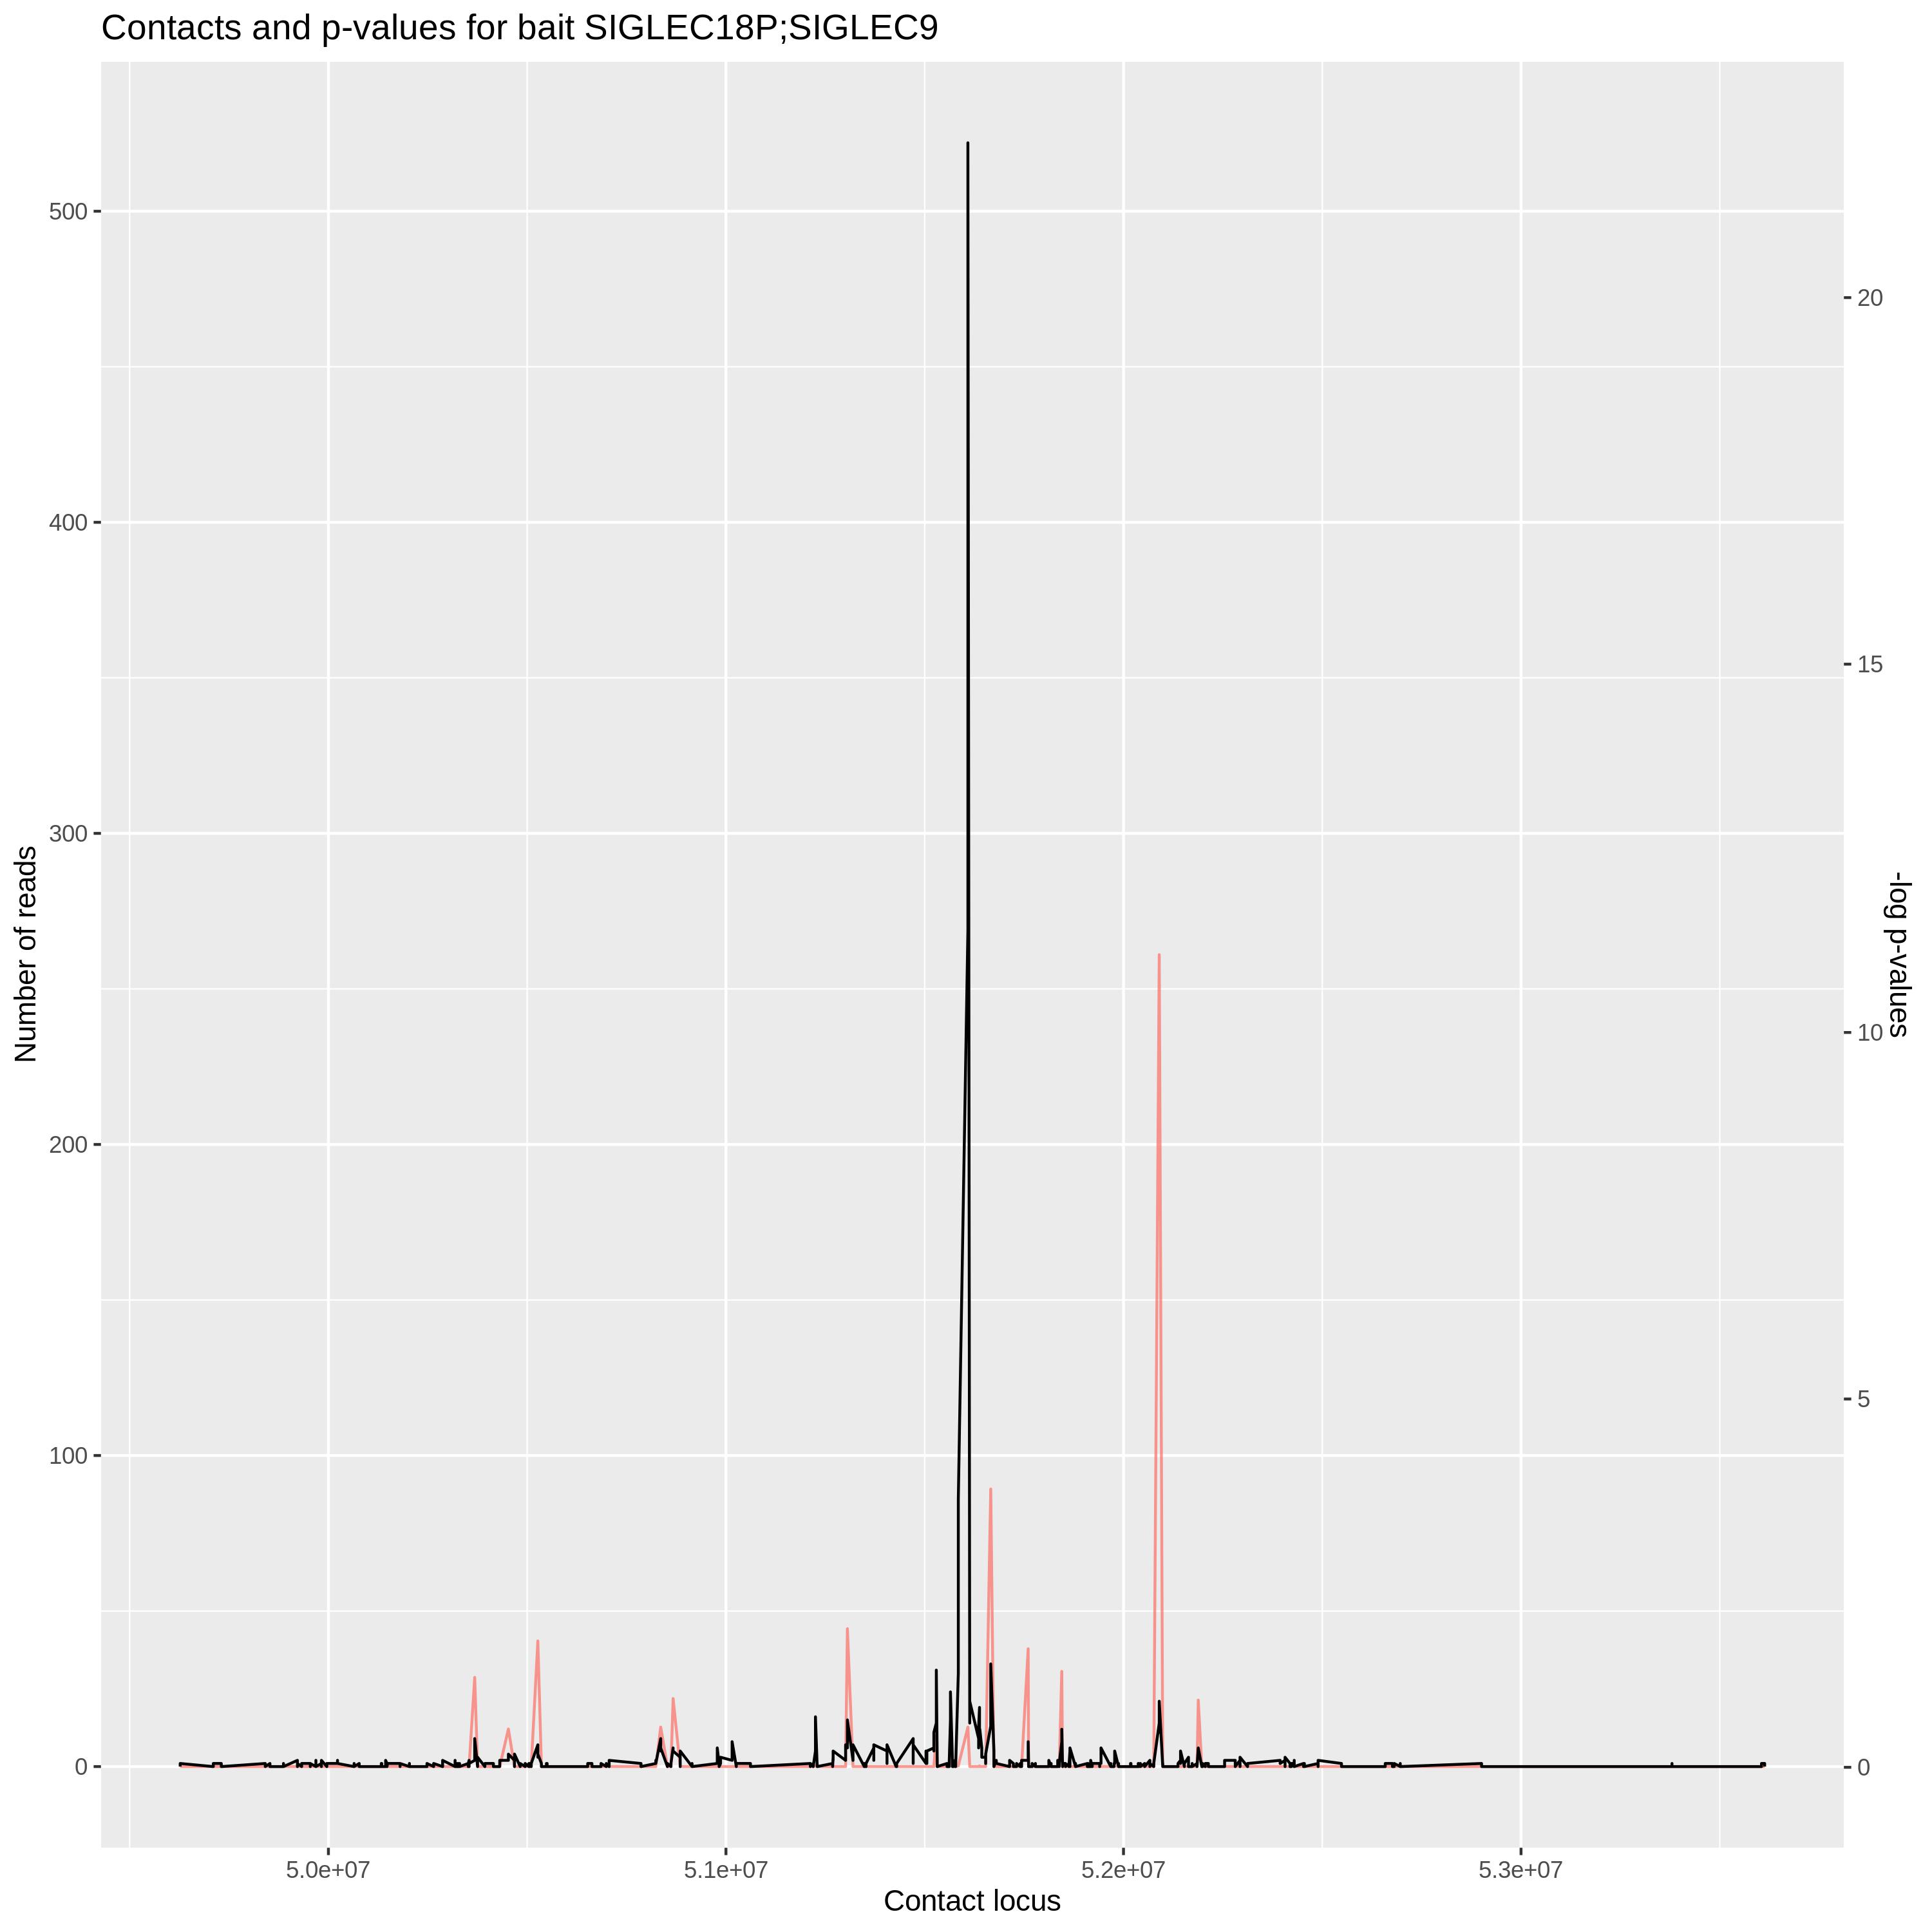 Contacts and p-values for bait SIGLEC18P;SIGLEC9
500
400
300
200
100
0
Number of reads
20
15
10
5
0
-log p-values
5.0e+07
5.1e+07
5.2e+07
5.3e+07
Contact locus